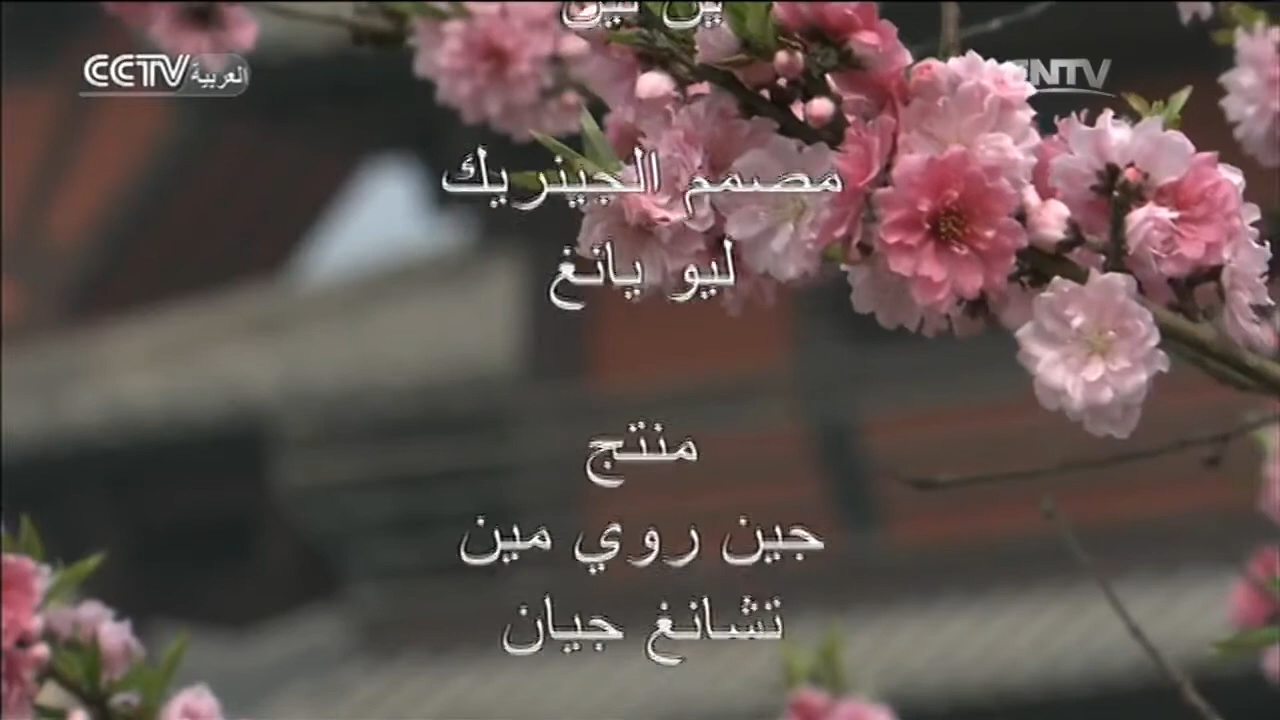 CCTV العربية
CNTV
مصمم الجينريك
ليو يانغ
منتج
جين روي مين
تشانغ جيان